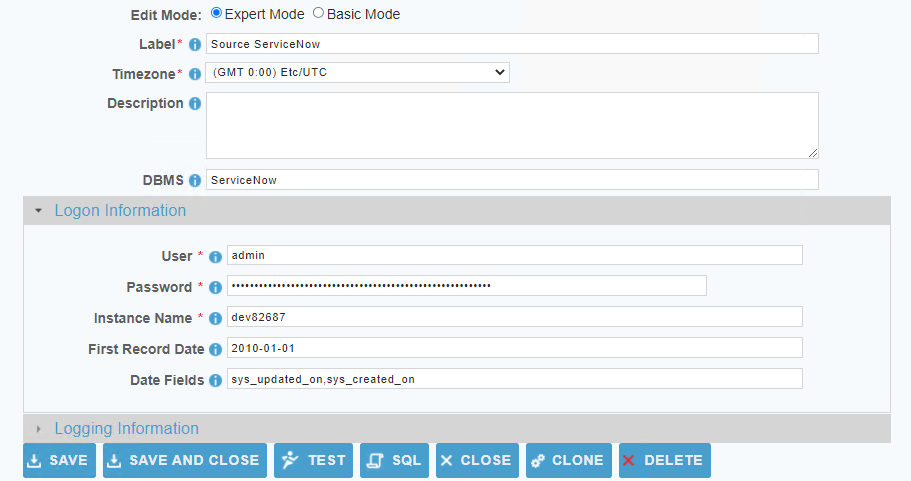 Edit Mode: Expert Mode Basic Mode
Label* Source ServiceNow
Timezone* (GMT 0:00) Etc/UTC
Description
DBMS ServiceNow
Logon Information
User * admin
Password * ••••••••••••••••••••••••••••••••••••••••••••••••••••••••••
Instance Name * dev82687
First Record Date 2010-01-01
Date Fields sys_updated_on,sys_created_on
Logging Information
SAVE SAVE AND CLOSE TEST SQL CLOSE CLONE DELETE